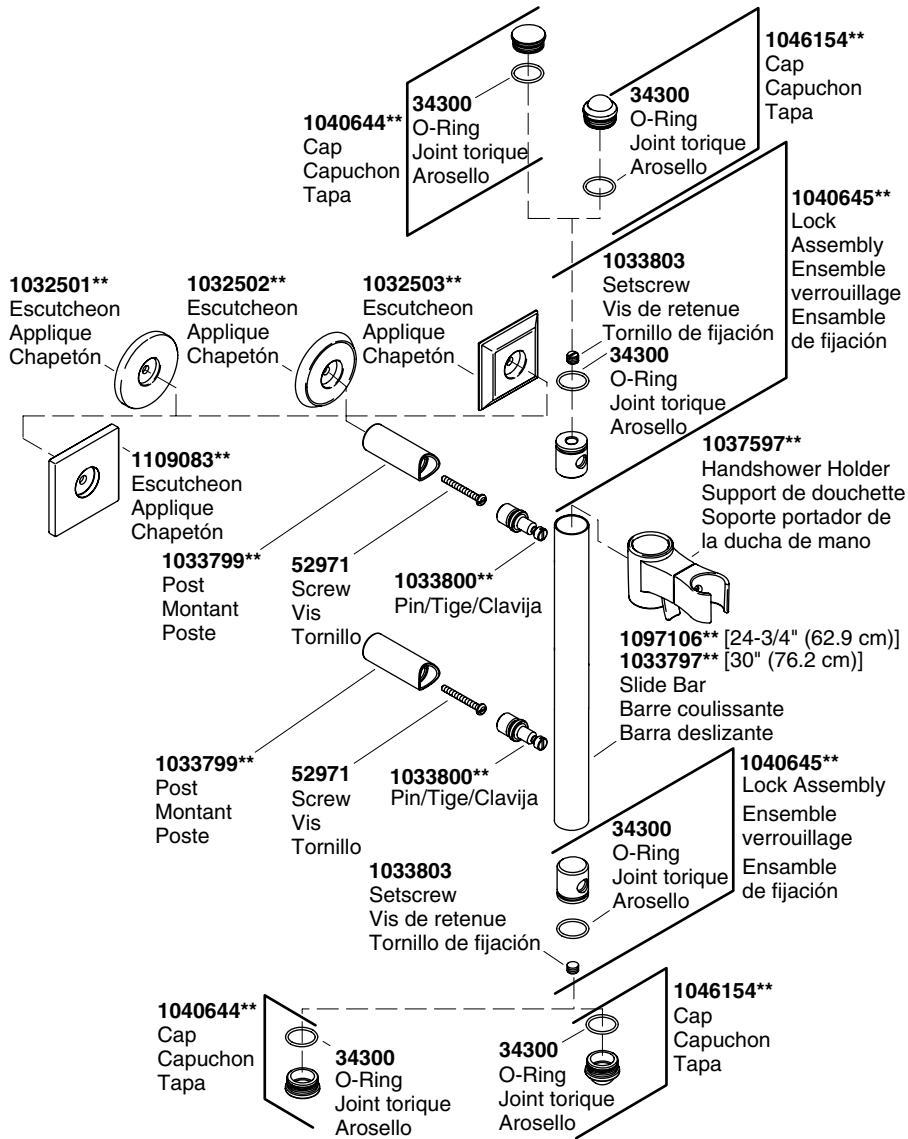 1040644**
Cap
Capuchon
Tapa
34300
O-Ring
Joint torique
Arosello
34300
O-Ring
Joint torique
Arosello
1046154**
Cap
Capuchon
Tapa
1040645**
Lock
Assembly
Ensemble
verrouillage
Ensamble
de fijación
1033803
Setscrew
Vis de retenue
Tornillo de fijación
34300
O-Ring
Joint torique
Arosello
1032501**
Escutcheon
Applique
Chapetón
1032502**
Escutcheon
Applique
Chapetón
1032503**
Escutcheon
Applique
Chapetón
1109083**
Escutcheon
Applique
Chapetón
1033799**
Post
Montant
Poste
52971
Screw
Vis
Tornillo
1033800**
Pin/Tige/Clavija
1037597**
Handshower Holder
Support de douchette
Soporte portador de
la ducha de mano
1097106** [24-3/4" (62.9 cm)]
1033797** [30" (76.2 cm)]
Slide Bar
Barre coulissante
Barra deslizante
1033799**
Post
Montant
Poste
52971
Screw
Vis
Tornillo
1033800**
Pin/Tige/Clavija
1040645**
Lock Assembly
Ensemble
verrouillage
Ensamble
de fijación
34300
O-Ring
Joint torique
Arosello
1033803
Setscrew
Vis de retenue
Tornillo de fijación
1040644**
Cap
Capuchon
Tapa
34300
O-Ring
Joint torique
Arosello
34300
O-Ring
Joint torique
Arosello
1046154**
Cap
Capuchon
Tapa